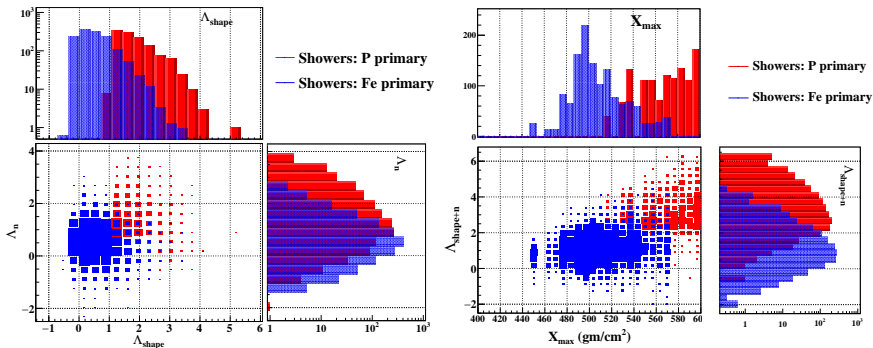 Λshape
10³
10²
10
1
Showers: P primary
Showers: Fe primary
Λn
4
2
0
−2
−1 0 1 2 3 4 5 6
Λshape
Λn
1 10 10² 10³
Xmax
200
100
0
Showers: P primary
Showers: Fe primary
Λshape+n
6
4
2
0
−2
400 420 440 460 480 500 520 540 560 580 60
Xmax (gm/cm²)
Λshape+n
1 10 10² 10³